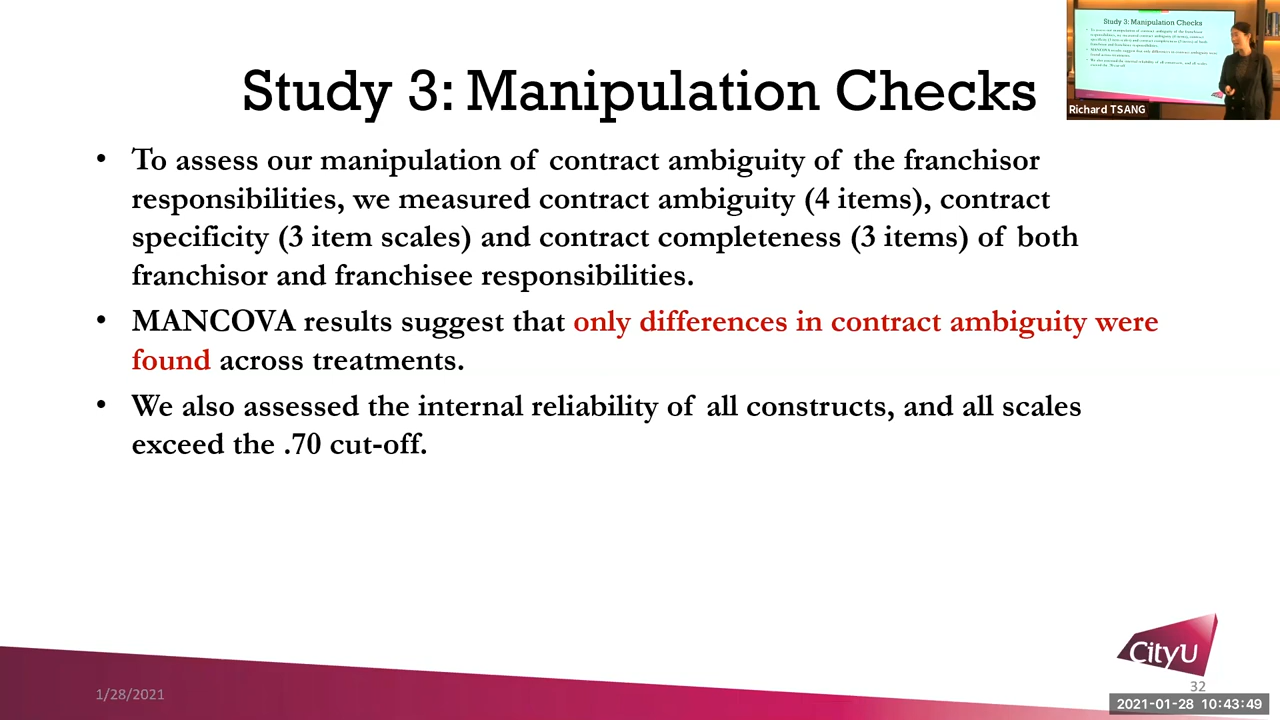 Study 3: Manipulation Checks
• To assess our manipulation of contract ambiguity of the franchisor
responsibilities, we measured contract ambiguity (4 items), contract
specificity (3 item scales) and contract completeness (3 items) of both
franchisor and franchisee responsibilities.
• MANCOVA results suggest that only differences in contract ambiguity were
found across treatments.
• We also assessed the internal reliability of all constructs, and all scales
exceed the .70 cut-off.
Study 3: Manipulation Checks
Richard TSANG
CityU
1/28/2021
32
2021-01-28 10:43:49